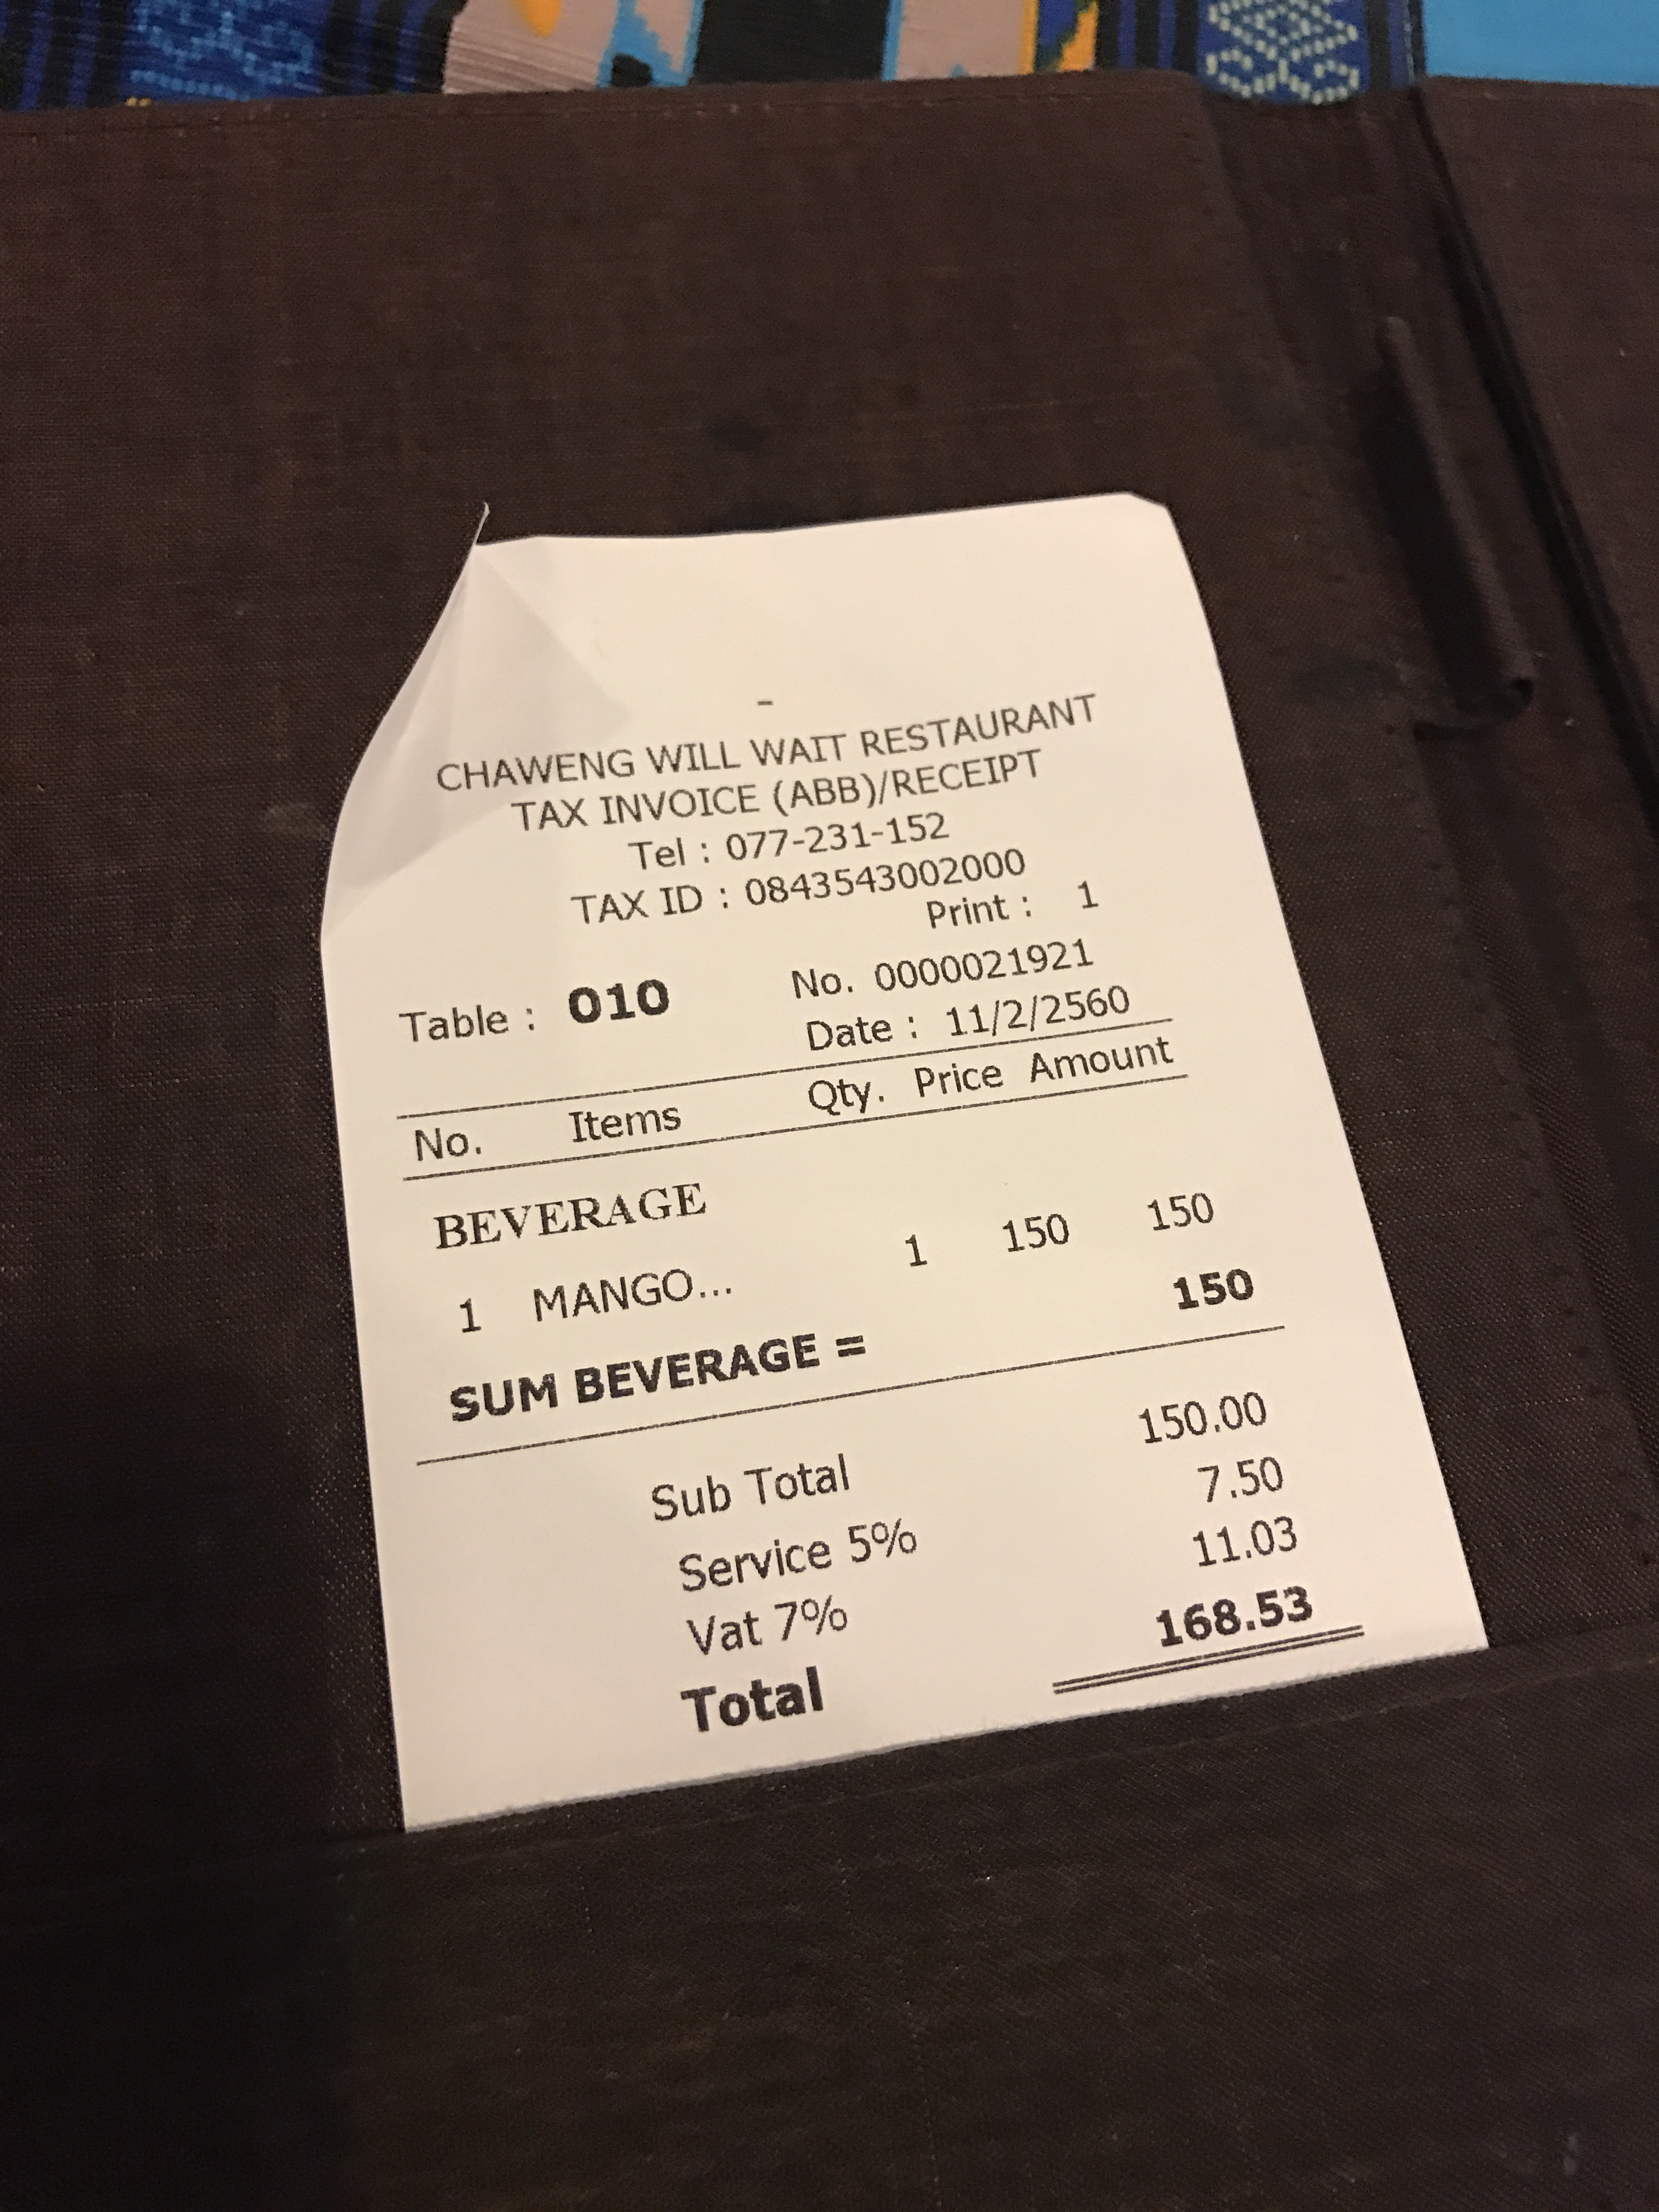 -
CHAWENG WILL WAIT RESTAURANT
TAX INVOICE (ABB)/RECEIPT
Tel : 077-231-152
TAX ID : 0843543002000
Print : 1
Table : 010 No. 0000021921
Date : 11/2/2560
No. Items Qty. Price Amount
BEVERAGE
1 MANGO... 1 150 150
SUM BEVERAGE = 150
Sub Total 150.00
Service 5% 7.50
Vat 7% 11.03
Total 168.53